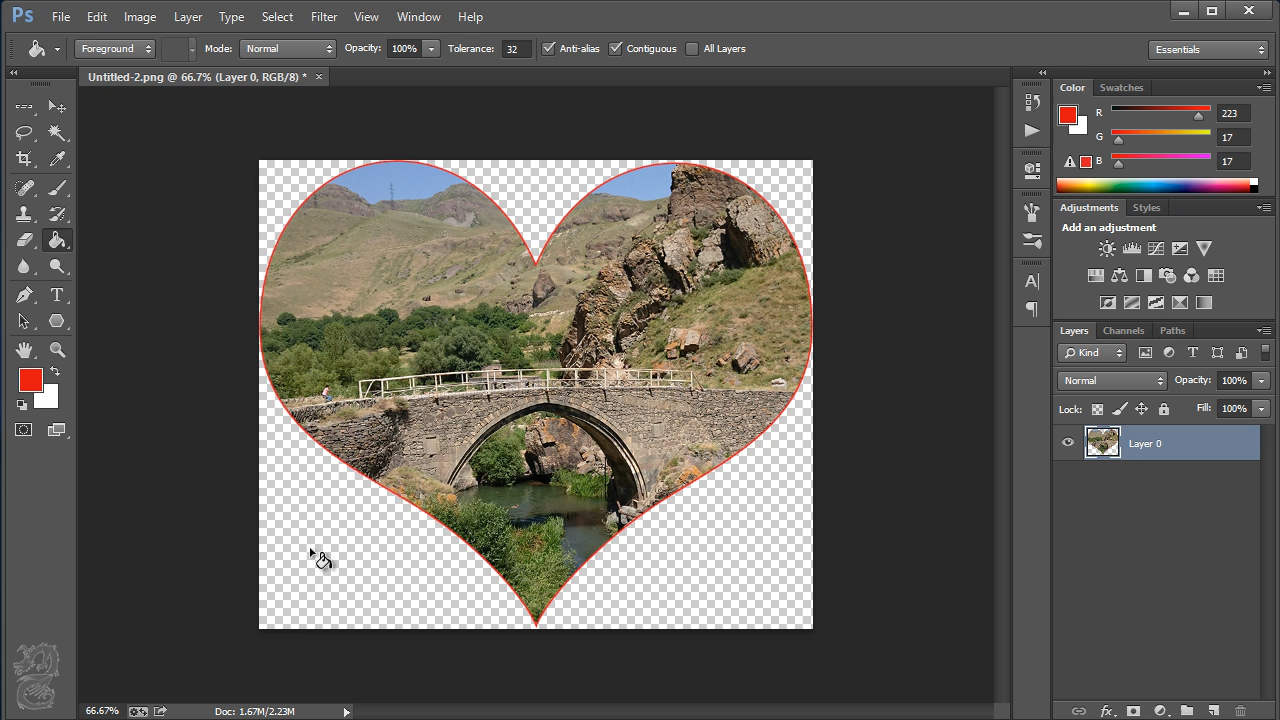 Ps File Edit Image Layer Type Select Filter View Window Help
Foreground Mode: Normal Opacity: 100% Tolerance: 32 Anti-alias Contiguous All Layers Essentials
Untitled-2.png @ 66.7% (Layer 0, RGB/8) * ×
Color Swatches
R 223
G 17
B 17
Adjustments Styles
Add an adjustment
Layers Channels Paths
Kind
Normal Opacity: 100%
Lock: Fill: 100%
Layer 0
66.67% Doc: 1.67M/2.23M